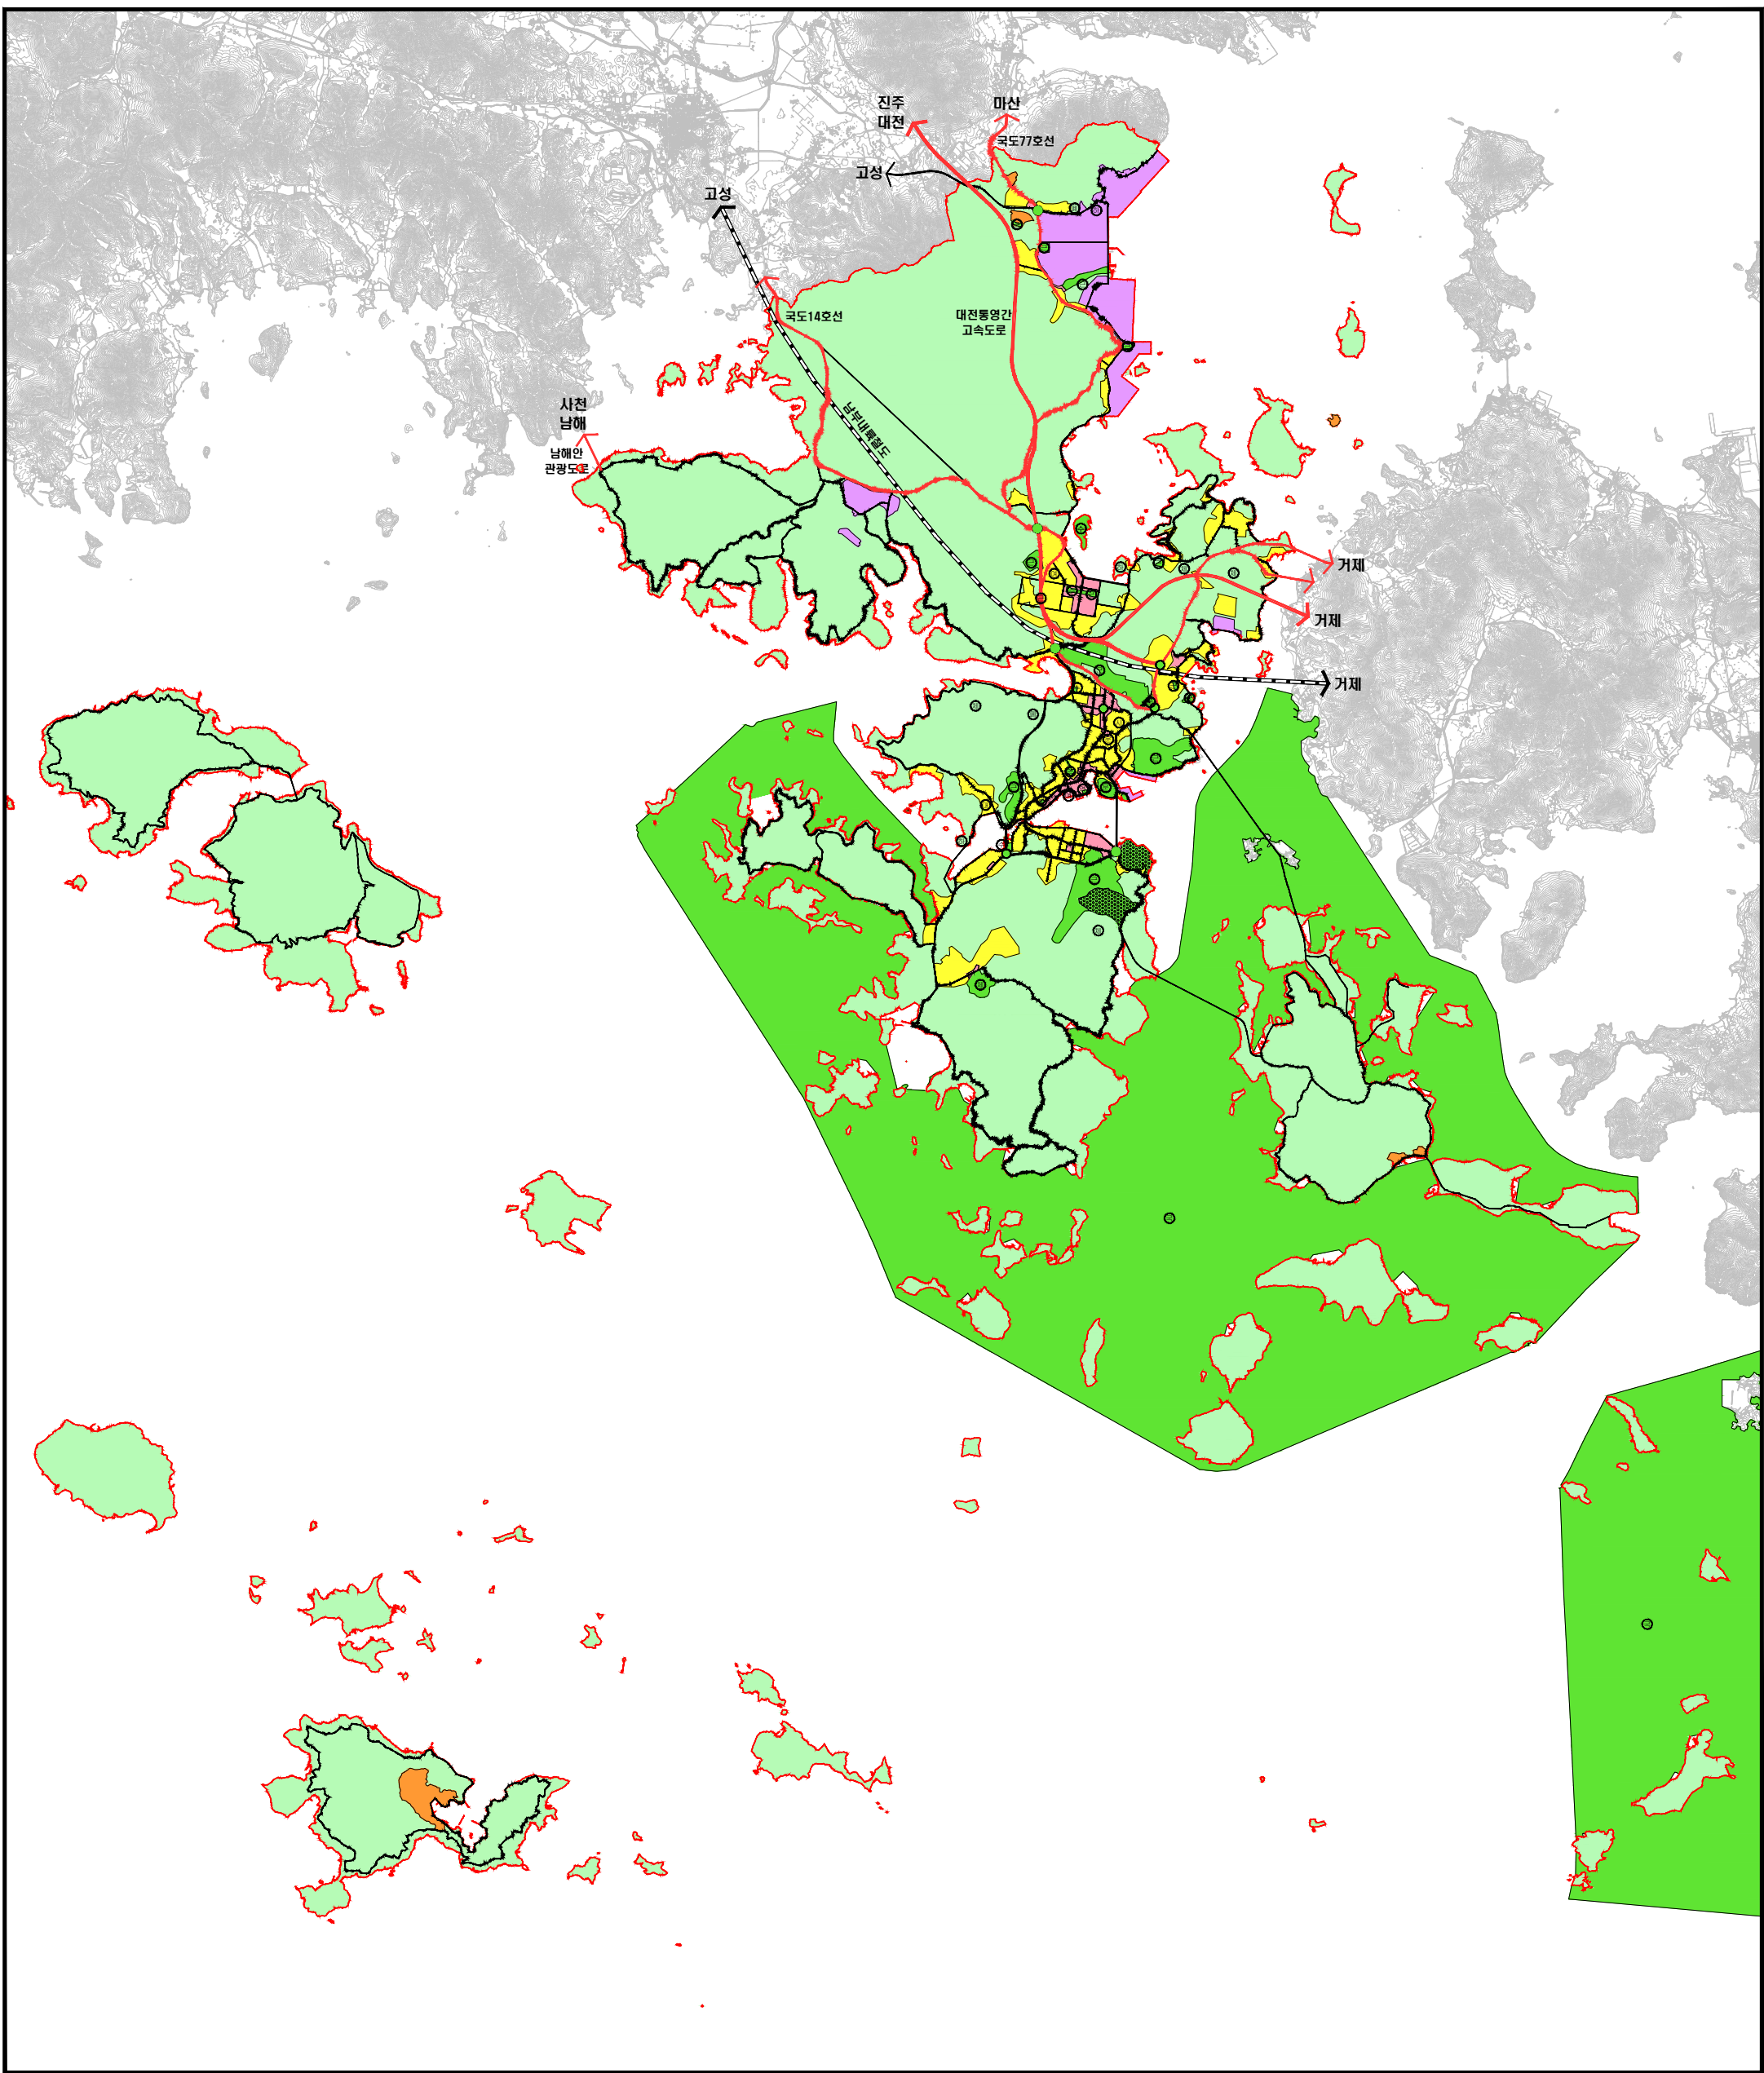 진주
대전
마산
국도77호선
고성
고성
국도14호선
대전통영간
고속도로
남부내륙철도
사천
남해
남해안
관광도로
거제
거제
거제